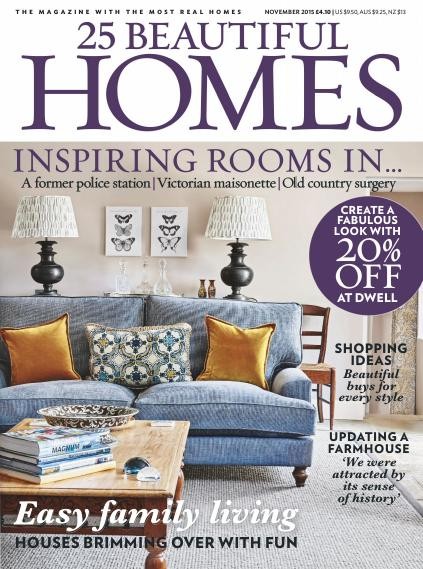 THE MAGAZINE WITH THE MOST REAL HOMES
NOVEMBER 2015 £4.10 | US $9.50, AUS $9.25, NZ $13
25 BEAUTIFUL
HOMES
INSPIRING ROOMS IN...
A former police station | Victorian maisonette | Old country surgery
CREATE A
FABULOUS
LOOK WITH
20%
OFF
AT DWELL
SHOPPING
IDEAS
Beautiful
buys for
every style
UPDATING A
FARMHOUSE
‘We were
attracted by
its sense
of history’
MAGNUM
Easy family living
HOUSES BRIMMING OVER WITH FUN